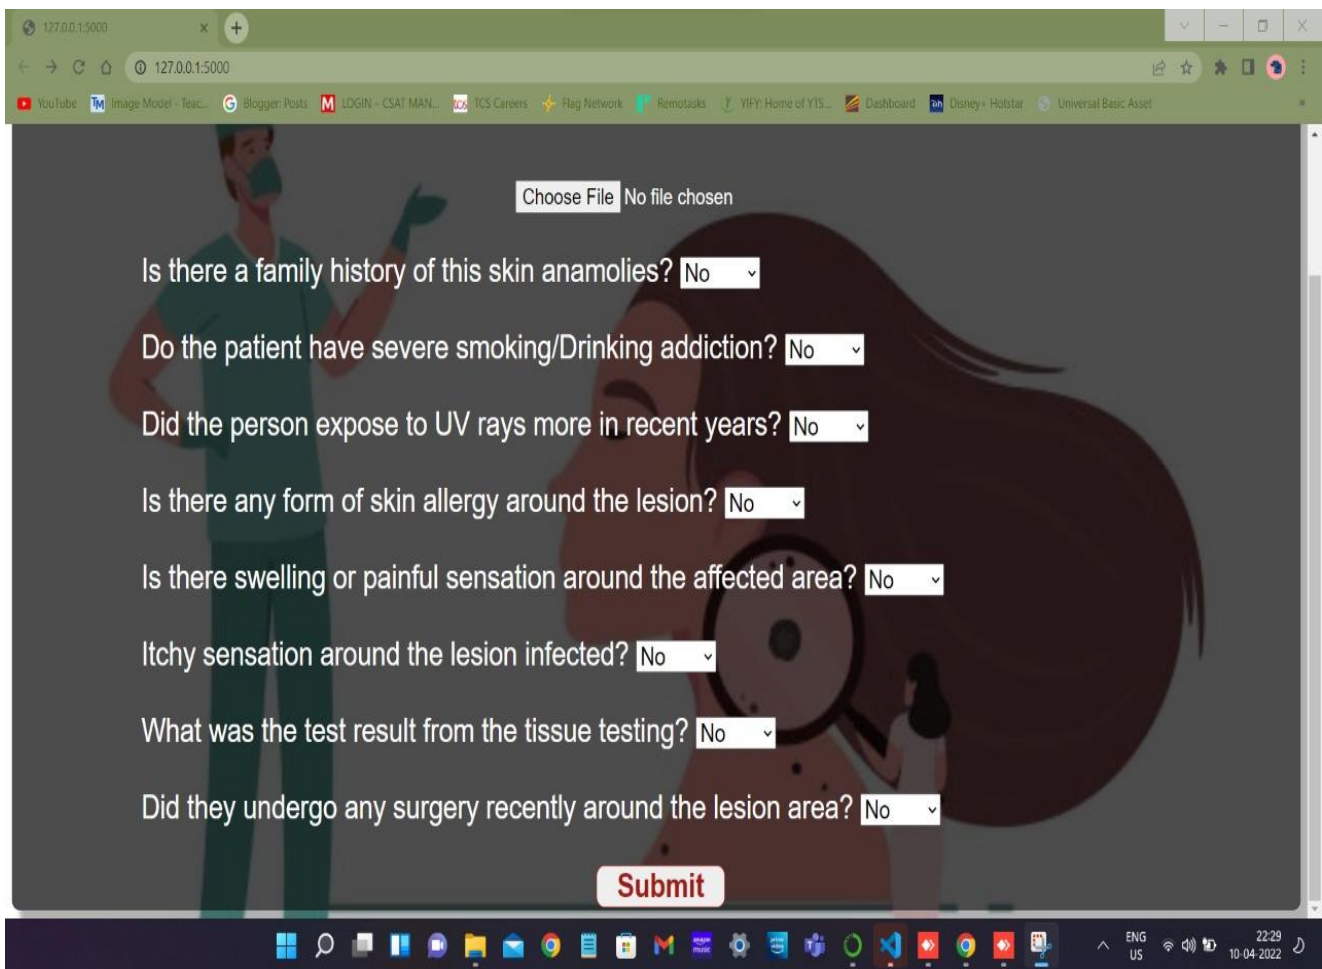 127.0.0.1:5000
127.0.0.1:5000
YouTube Image Model - Teac... Blogger: Posts LOGIN - CSAT MAN... TCS Careers Flag Network Remotasks YIFY: Home of YTS... Dashboard Disney+ Hotstar Universal Basic Asset
Choose File No file chosen
Is there a family history of this skin anamolies? No
Do the patient have severe smoking/Drinking addiction? No
Did the person expose to UV rays more in recent years? No
Is there any form of skin allergy around the lesion? No
Is there swelling or painful sensation around the affected area? No
Itchy sensation around the lesion infected? No
What was the test result from the tissue testing? No
Did they undergo any surgery recently around the lesion area? No
Submit
ENG
US
22:29
10-04-2022